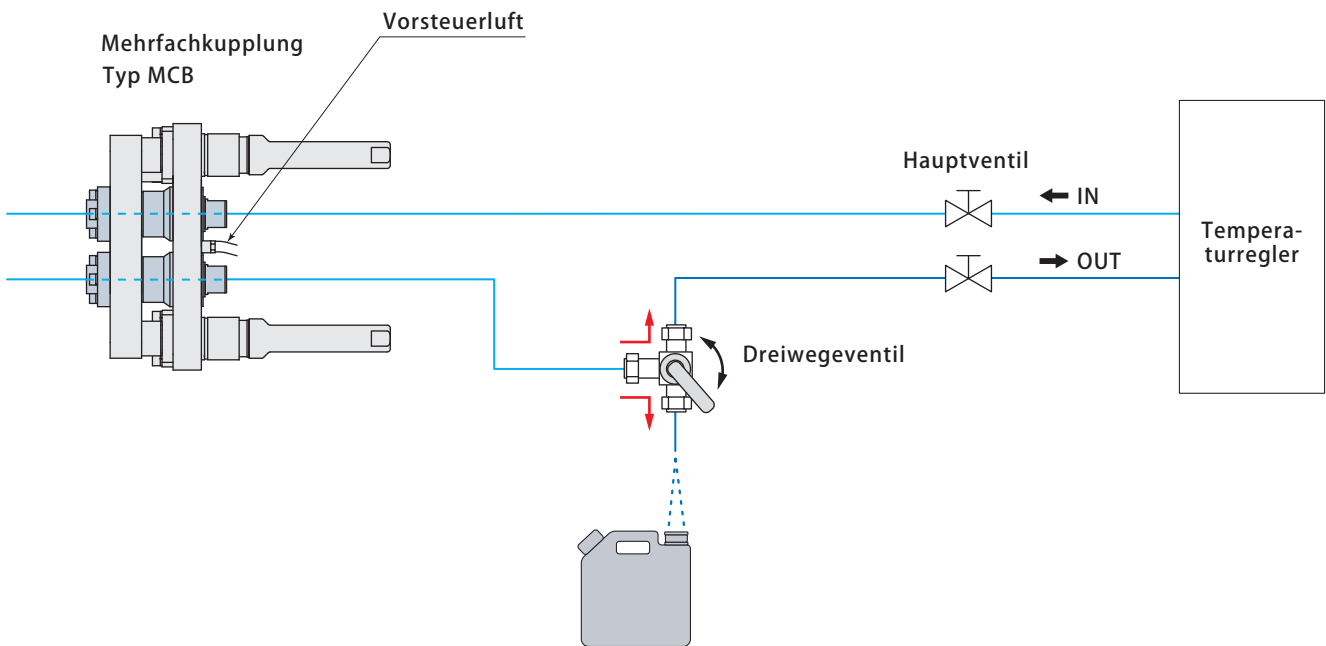 Vorsteuerluft
Mehrfachkupplung
Typ MCB
Hauptventil
IN
Tempera-
turregler
OUT
Dreiwegeventil